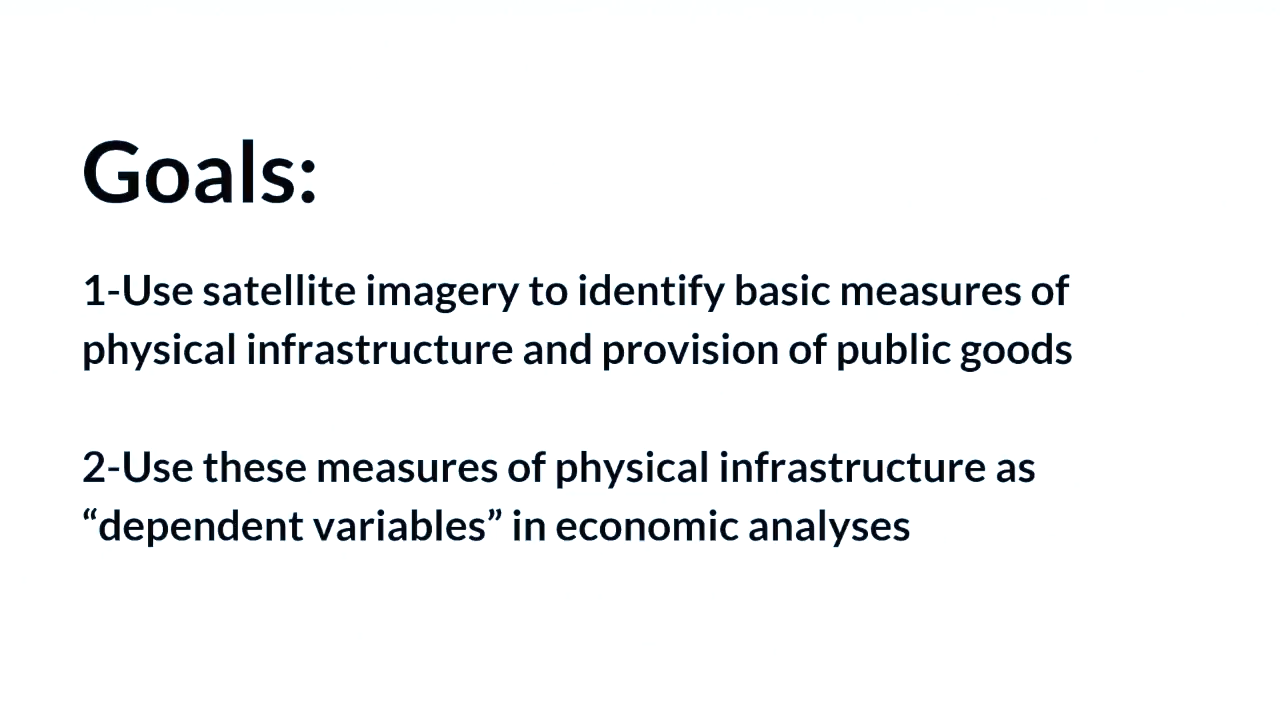 Goals:
1-Use satellite imagery to identify basic measures of
physical infrastructure and provision of public goods
2-Use these measures of physical infrastructure as
“dependent variables” in economic analyses